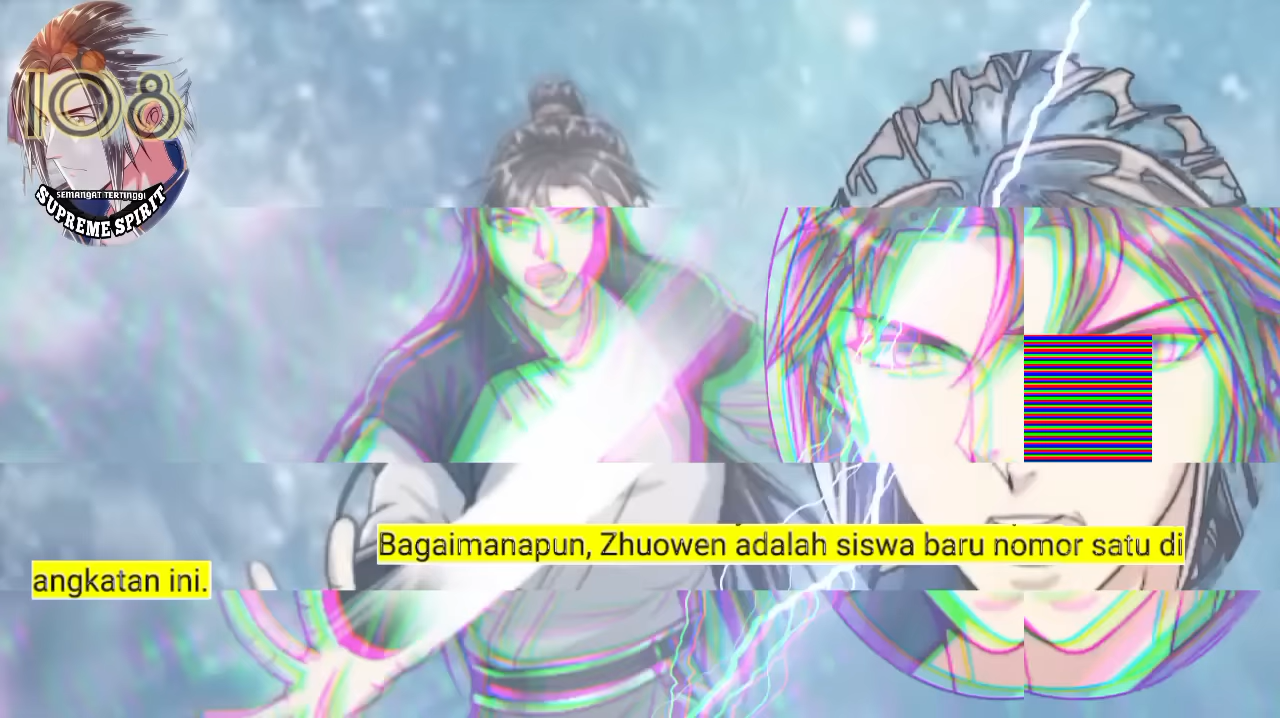 108
SEMANGAT TERTINGGI
SUPREME SPIRIT
Bagaimanapun, Zhuowen adalah siswa baru nomor satu di
angkatan ini.